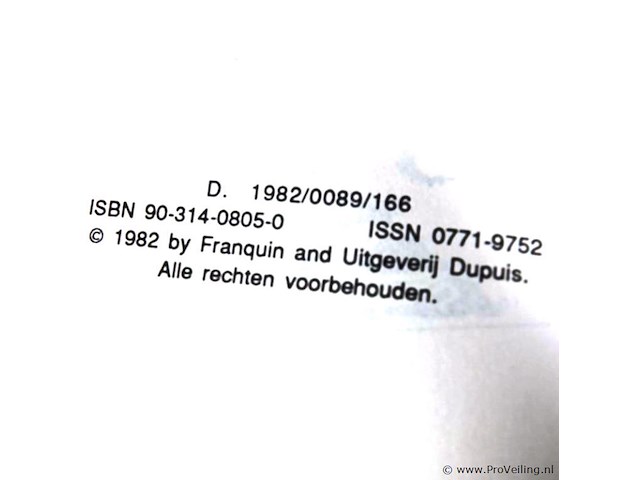 D. 1982/0089/166
ISBN 90-314-0805-0 ISSN 0771-9752
© 1982 by Franquin and Uitgeverij Dupuis.
Alle rechten voorbehouden.
© www.ProVeiling.nl